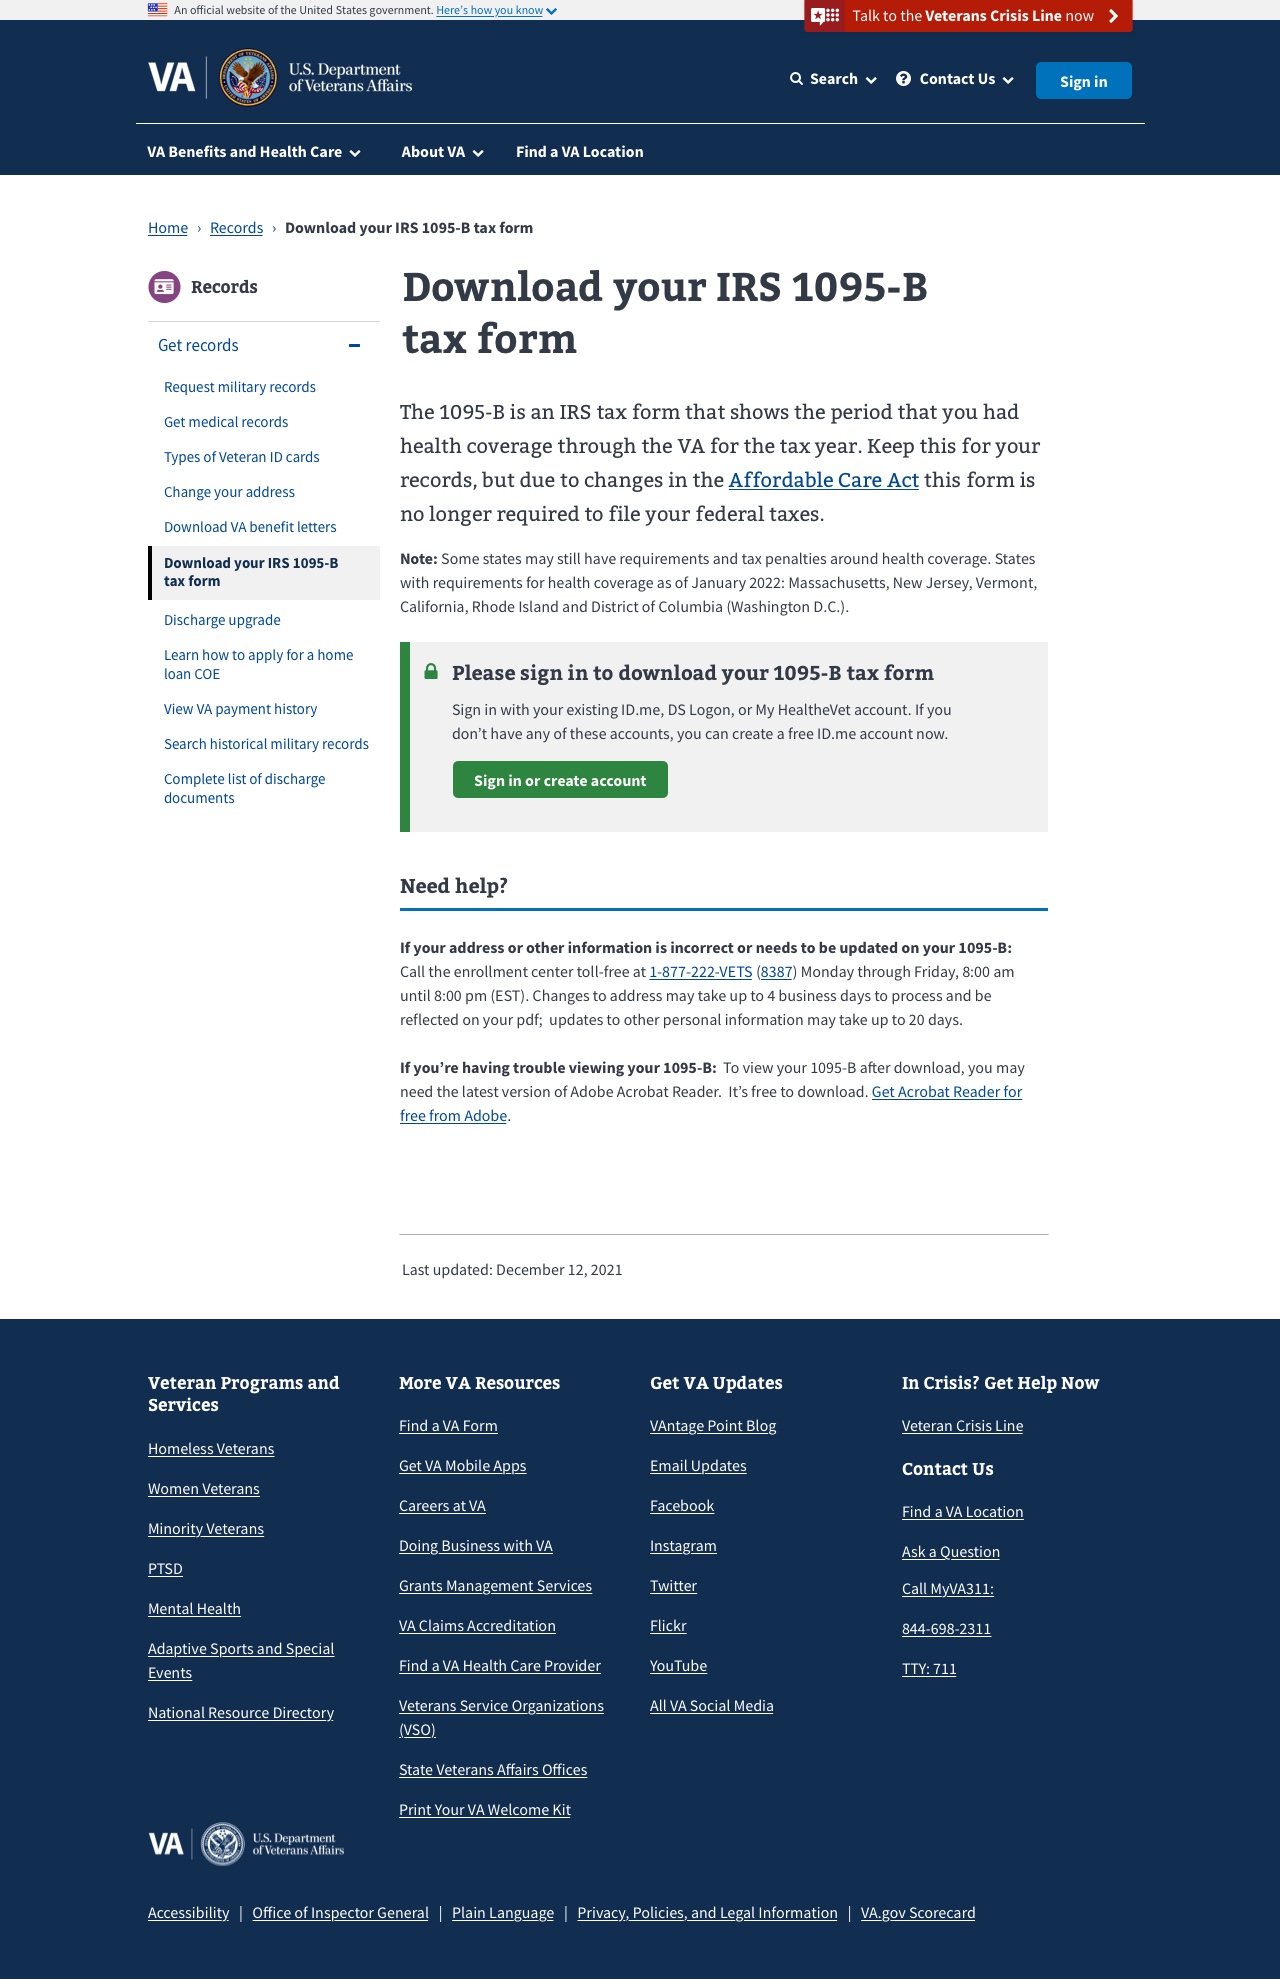 An official website of the United States government. Here's how you know
Talk to the Veterans Crisis Line now
VA
U.S. Department
of Veterans Affairs
Search
Contact Us
Sign in
VA Benefits and Health Care
About VA
Find a VA Location
Home › Records › Download your IRS 1095-B tax form
Records
Get records
Request military records
Get medical records
Types of Veteran ID cards
Change your address
Download VA benefit letters
Download your IRS 1095-B
tax form
Discharge upgrade
Learn how to apply for a home
loan COE
View VA payment history
Search historical military records
Complete list of discharge
documents
Download your IRS 1095-B
tax form
The 1095-B is an IRS tax form that shows the period that you had
health coverage through the VA for the tax year. Keep this for your
records, but due to changes in the Affordable Care Act this form is
no longer required to file your federal taxes.
Note: Some states may still have requirements and tax penalties around health coverage. States
with requirements for health coverage as of January 2022: Massachusetts, New Jersey, Vermont,
California, Rhode Island and District of Columbia (Washington D.C.).
Please sign in to download your 1095-B tax form
Sign in with your existing ID.me, DS Logon, or My HealtheVet account. If you
don’t have any of these accounts, you can create a free ID.me account now.
Sign in or create account
Need help?
If your address or other information is incorrect or needs to be updated on your 1095-B:
Call the enrollment center toll-free at 1-877-222-VETS (8387) Monday through Friday, 8:00 am
until 8:00 pm (EST). Changes to address may take up to 4 business days to process and be
reflected on your pdf;  updates to other personal information may take up to 20 days.
If you’re having trouble viewing your 1095-B:  To view your 1095-B after download, you may
need the latest version of Adobe Acrobat Reader.  It’s free to download. Get Acrobat Reader for
free from Adobe.
Last updated: December 12, 2021
Veteran Programs and
Services
Homeless Veterans
Women Veterans
Minority Veterans
PTSD
Mental Health
Adaptive Sports and Special
Events
National Resource Directory
More VA Resources
Find a VA Form
Get VA Mobile Apps
Careers at VA
Doing Business with VA
Grants Management Services
VA Claims Accreditation
Find a VA Health Care Provider
Veterans Service Organizations
(VSO)
State Veterans Affairs Offices
Print Your VA Welcome Kit
Get VA Updates
VAntage Point Blog
Email Updates
Facebook
Instagram
Twitter
Flickr
YouTube
All VA Social Media
In Crisis? Get Help Now
Veteran Crisis Line
Contact Us
Find a VA Location
Ask a Question
Call MyVA311:
844-698-2311
TTY: 711
VA
U.S. Department
of Veterans Affairs
Accessibility | Office of Inspector General | Plain Language | Privacy, Policies, and Legal Information | VA.gov Scorecard